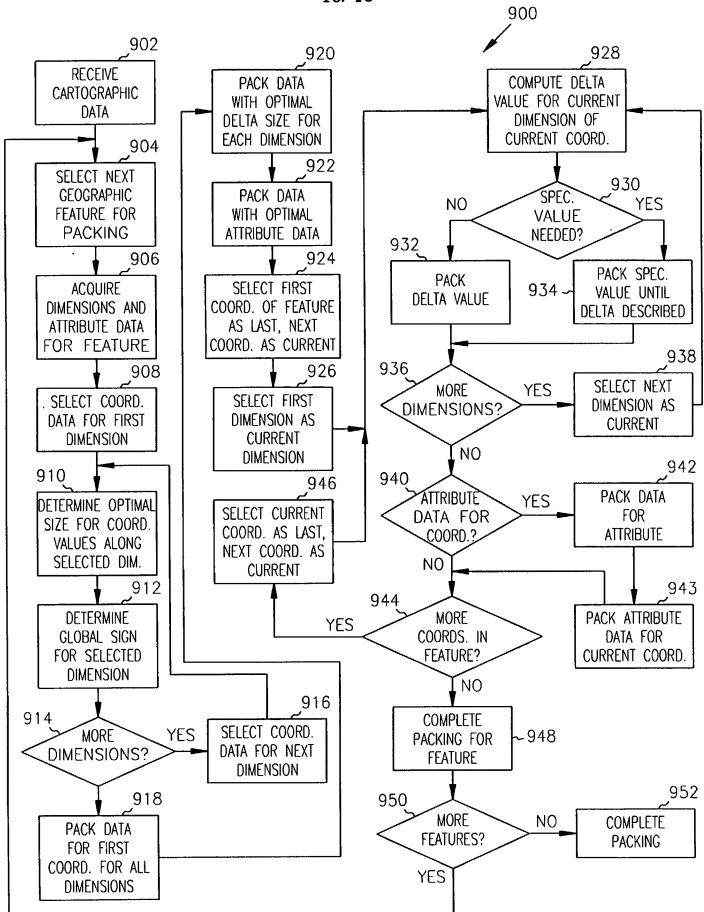 900
902
RECEIVE
CARTOGRAPHIC
DATA
904
SELECT NEXT
GEOGRAPHIC
FEATURE FOR
PACKING
906
ACQUIRE
DIMENSIONS AND
ATTRIBUTE DATA
FOR FEATURE
908
SELECT COORD.
DATA FOR FIRST
DIMENSION
910
DETERMINE OPTIMAL
SIZE FOR COORD.
VALUES ALONG
SELECTED DIM.
912
DETERMINE
GLOBAL SIGN
FOR SELECTED
DIMENSION
914
MORE
DIMENSIONS?
YES
916
SELECT COORD.
DATA FOR NEXT
DIMENSION
918
PACK DATA
FOR FIRST
COORD. FOR ALL
DIMENSIONS
920
PACK DATA
WITH OPTIMAL
DELTA SIZE FOR
EACH DIMENSION
922
PACK DATA
WITH OPTIMAL
ATTRIBUTE DATA
924
SELECT FIRST
COORD. OF FEATURE
AS LAST, NEXT
COORD. AS CURRENT
926
SELECT FIRST
DIMENSION AS
CURRENT
DIMENSION
946
SELECT CURRENT
COORD. AS LAST,
NEXT COORD. AS
CURRENT
928
COMPUTE DELTA
VALUE FOR CURRENT
DIMENSION OF
CURRENT COORD.
930
SPEC.
VALUE
NEEDED?
NO
YES
932
PACK
DELTA VALUE
934
PACK SPEC.
VALUE UNTIL
DELTA DESCRIBED
936
MORE
DIMENSIONS?
YES
NO
938
SELECT NEXT
DIMENSION AS
CURRENT
940
ATTRIBUTE
DATA FOR
COORD.?
YES
NO
942
PACK DATA
FOR
ATTRIBUTE
943
PACK ATTRIBUTE
DATA FOR
CURRENT COORD.
944
MORE
COORDS. IN
FEATURE?
YES
NO
COMPLETE
PACKING FOR
FEATURE
948
950
MORE
FEATURES?
NO
YES
952
COMPLETE
PACKING